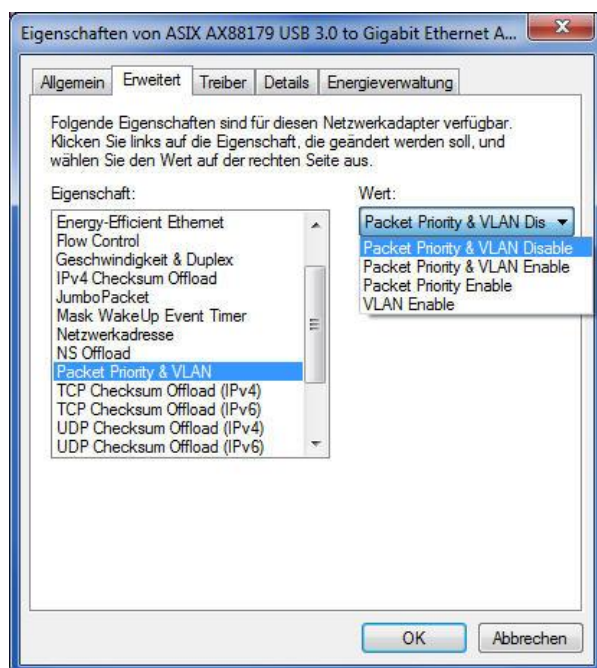 Eigenschaften von ASIX AX88179 USB 3.0 to Gigabit Ethernet A...
Allgemein Erweitert Treiber Details Energieverwaltung
Folgende Eigenschaften sind für diesen Netzwerkadapter verfügbar.
Klicken Sie links auf die Eigenschaft, die geändert werden soll, und
wählen Sie den Wert auf der rechten Seite aus.
Eigenschaft:
Energy-Efficient Ethernet
Flow Control
Geschwindigkeit & Duplex
IPv4 Checksum Offload
JumboPacket
Mask WakeUp Event Timer
Netzwerkadresse
NS Offload
Packet Priority & VLAN
TCP Checksum Offload (IPv4)
TCP Checksum Offload (IPv6)
UDP Checksum Offload (IPv4)
UDP Checksum Offload (IPv6)
Wert:
Packet Priority & VLAN Dis
Packet Priority & VLAN Disable
Packet Priority & VLAN Enable
Packet Priority Enable
VLAN Enable
OK Abbrechen